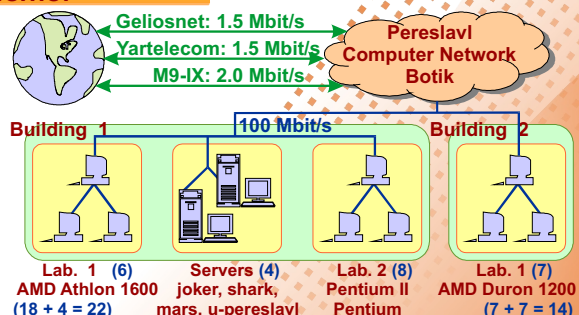 Geliosnet: 1.5 Mbit/s
Yartelecom: 1.5 Mbit/s
M9-IX: 2.0 Mbit/s
Pereslavl
Computer Network
Botik
Building 1
100 Mbit/s
Building 2
Lab. 1 (6)
AMD Athlon 1600
(18 + 4 = 22)
Servers (4)
joker, shark,
mars, u-pereslavl
Lab. 2 (8)
Pentium II
Pentium
Lab. 1 (7)
AMD Duron 1200
(7 + 7 = 14)